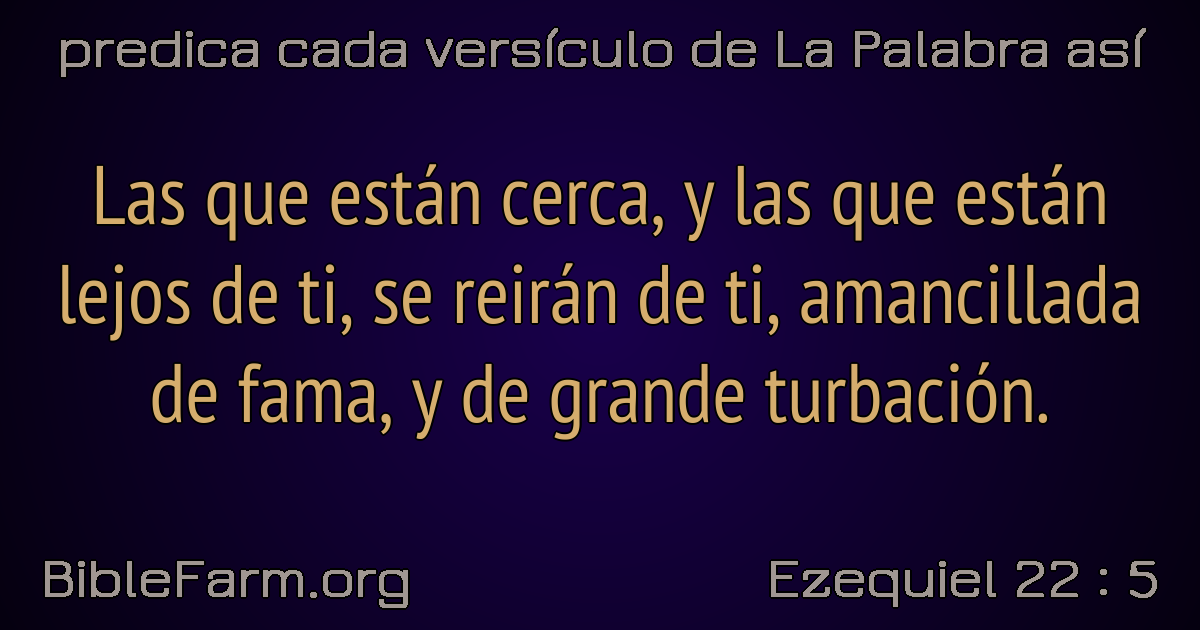 predica cada versículo de La Palabra así
Las que están cerca, y las que están
lejos de ti, se reirán de ti, amancillada
de fama, y de grande turbación.
BibleFarm.org
Ezequiel 22 : 5